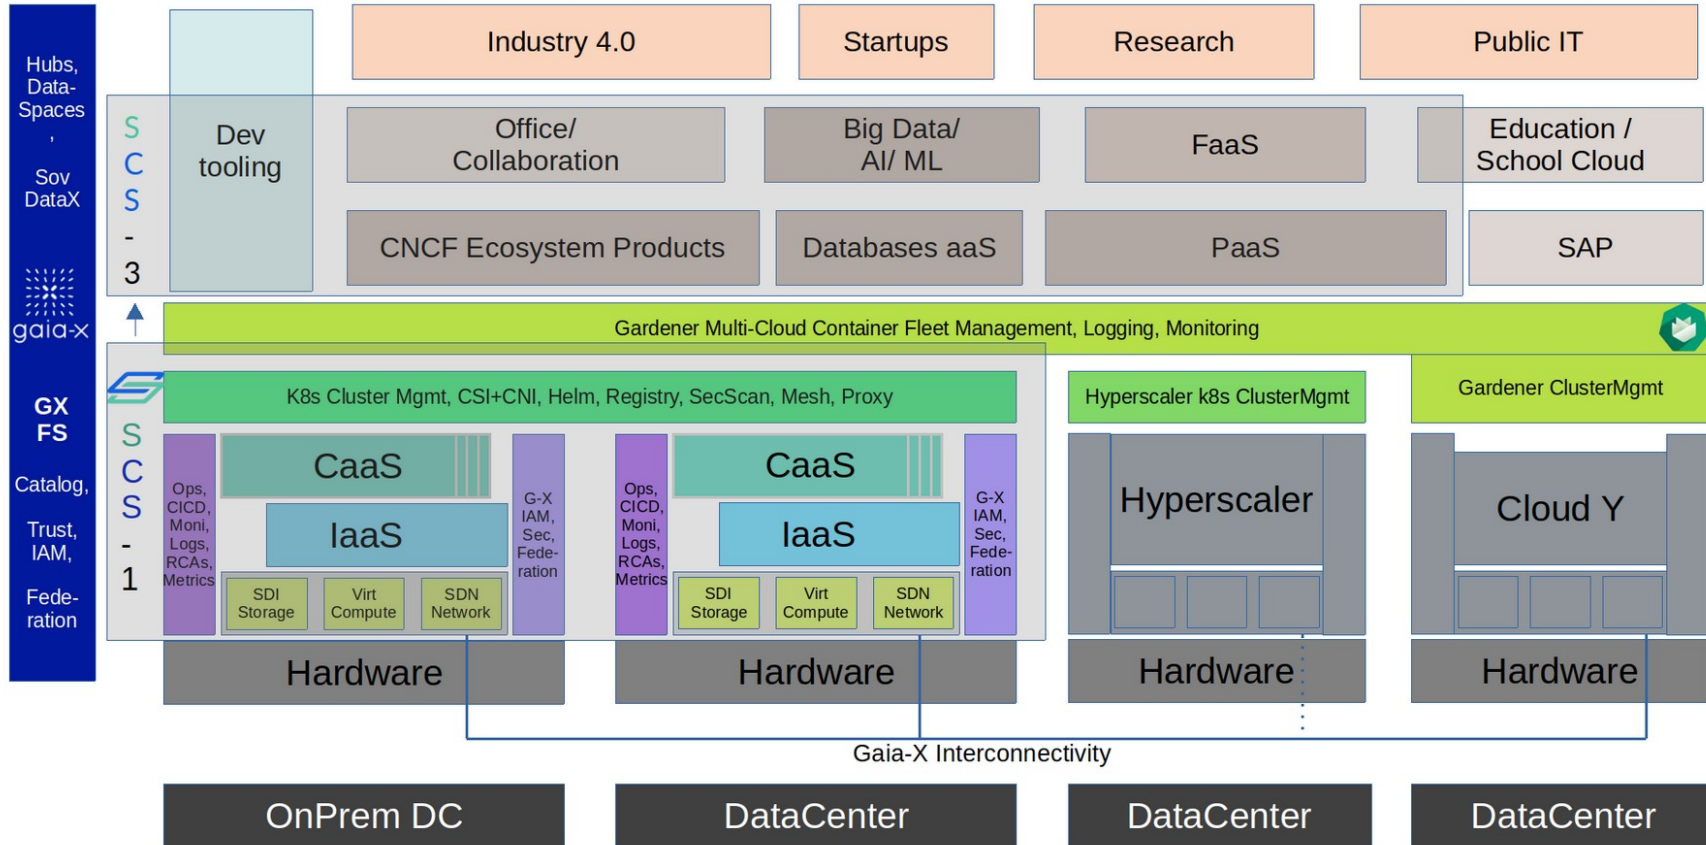 Hubs,
Data-
Spaces
,
Sov
DataX
gaia-x
GX
FS
Catalog,
Trust,
IAM,
Fede-
ration
Industry 4.0
Startups
Research
Public IT
S
C
S
-
3
Dev
tooling
Office/
Collaboration
Big Data/
AI/ ML
FaaS
Education /
School Cloud
CNCF Ecosystem Products
Databases aaS
PaaS
SAP
Gardener Multi-Cloud Container Fleet Management, Logging, Monitoring
S
C
S
-
1
K8s Cluster Mgmt, CSI+CNI, Helm, Registry, SecScan, Mesh, Proxy
Hyperscaler k8s ClusterMgmt
Gardener ClusterMgmt
Ops,
CICD,
Moni,
Logs,
RCAs,
Metrics
CaaS
IaaS
SDI
Storage
Virt
Compute
SDN
Network
G-X
IAM,
Sec,
Fede-
ration
Ops,
CICD,
Moni,
Logs,
RCAs,
Metrics
CaaS
IaaS
SDI
Storage
Virt
Compute
SDN
Network
G-X
IAM,
Sec,
Fede-
ration
Hyperscaler
Cloud Y
Hardware
Hardware
Hardware
Hardware
Gaia-X Interconnectivity
OnPrem DC
DataCenter
DataCenter
DataCenter